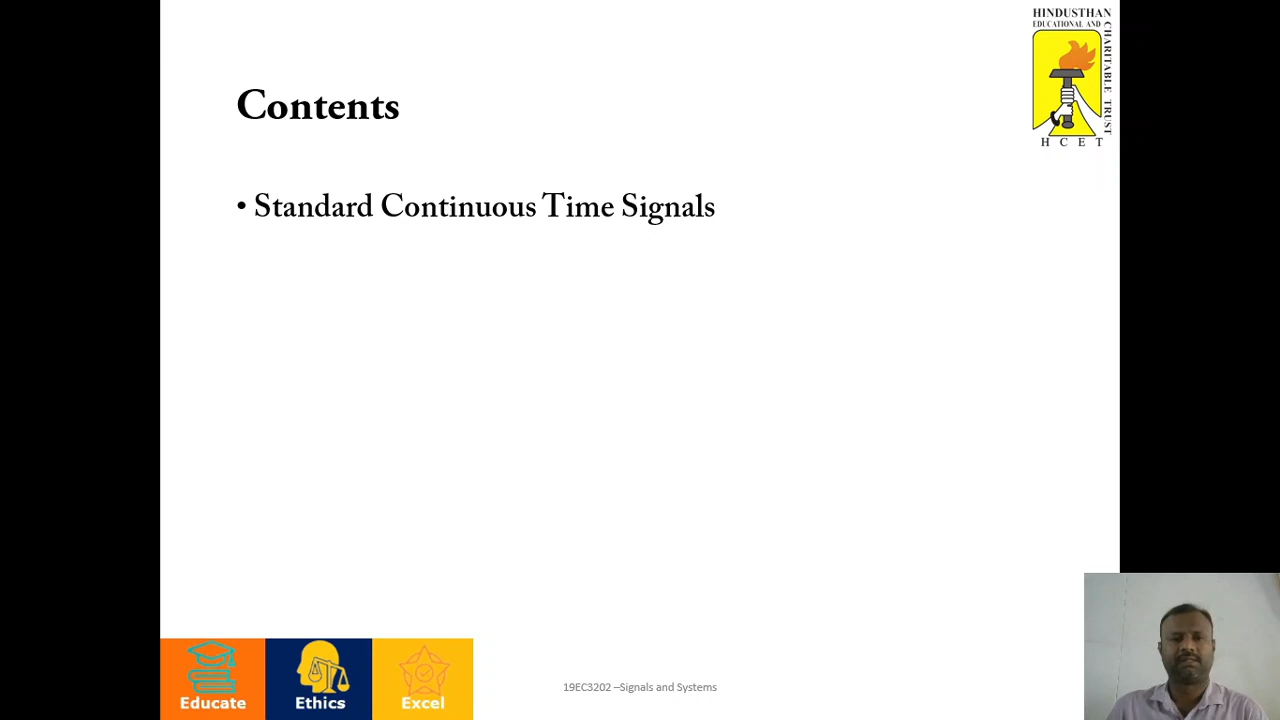 HINDUSTHAN
EDUCATIONAL AND
CHARITABLE TRUST
H C E T
Contents
• Standard Continuous Time Signals
Educate
Ethics
Excel
19EC3202 –Signals and Systems